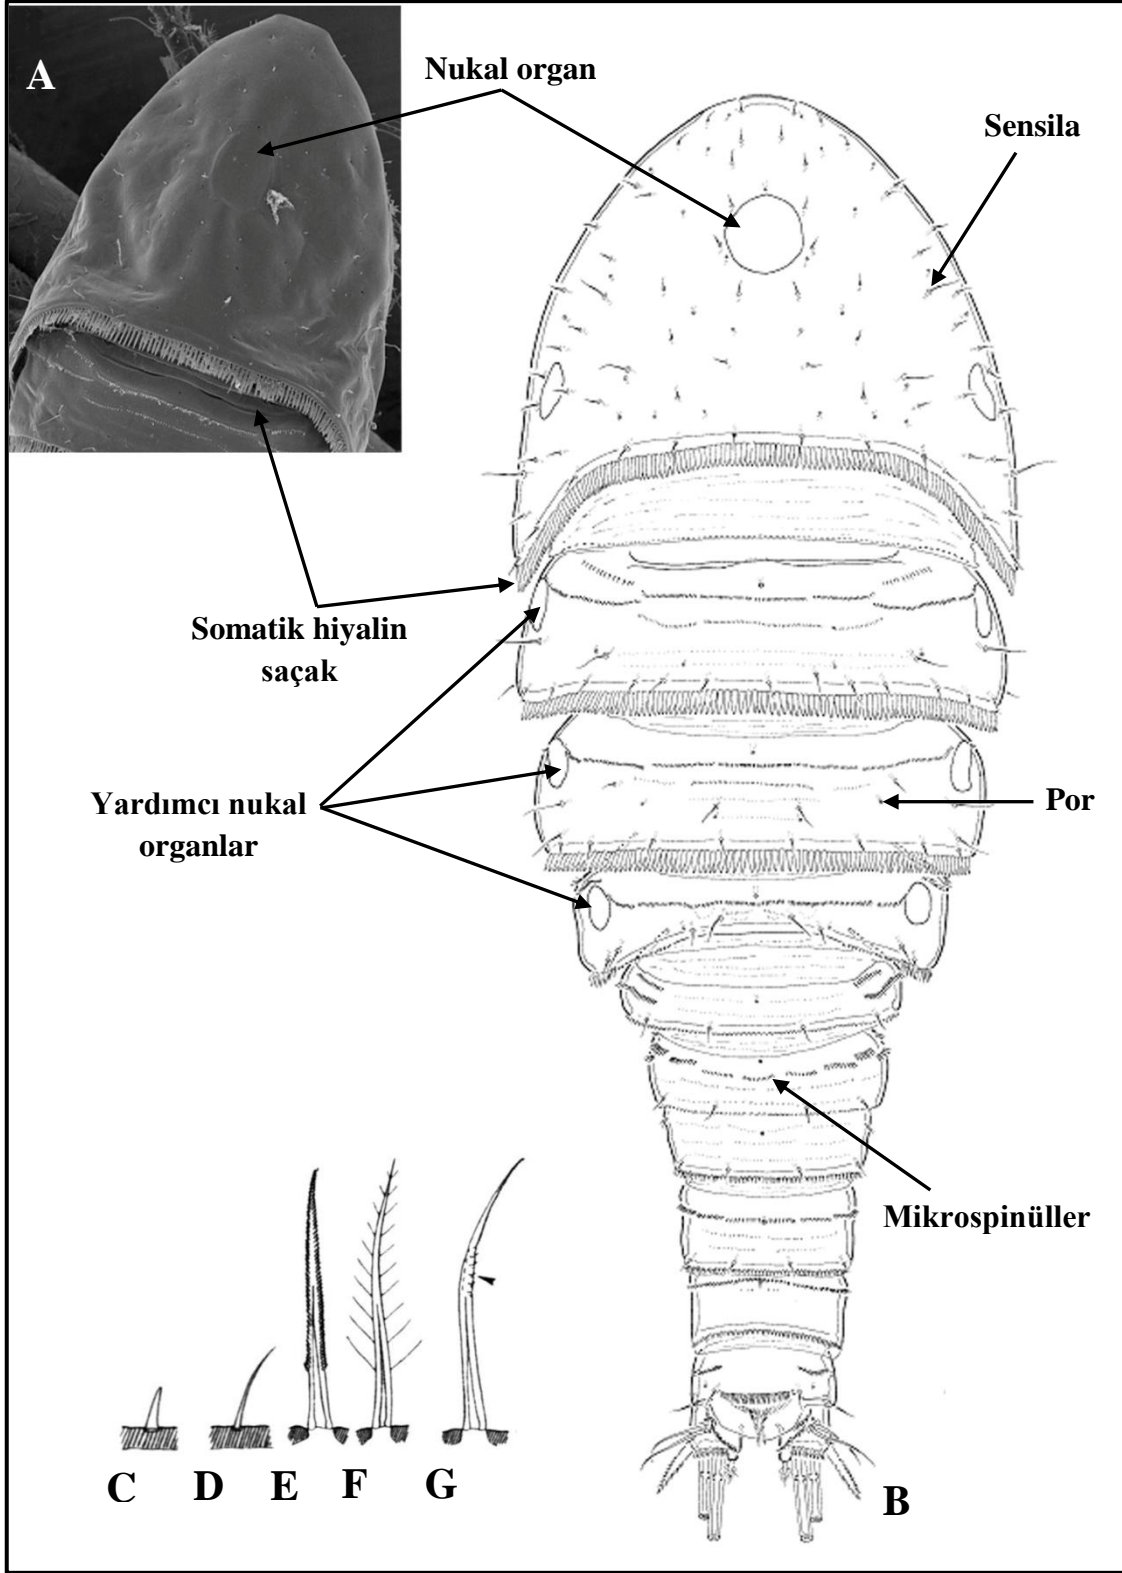 A
Nukal organ
Sensila
Somatik hiyalin
saçak
Yardımcı nukal
organlar
Por
Mikrospinüller
C D E F G
B